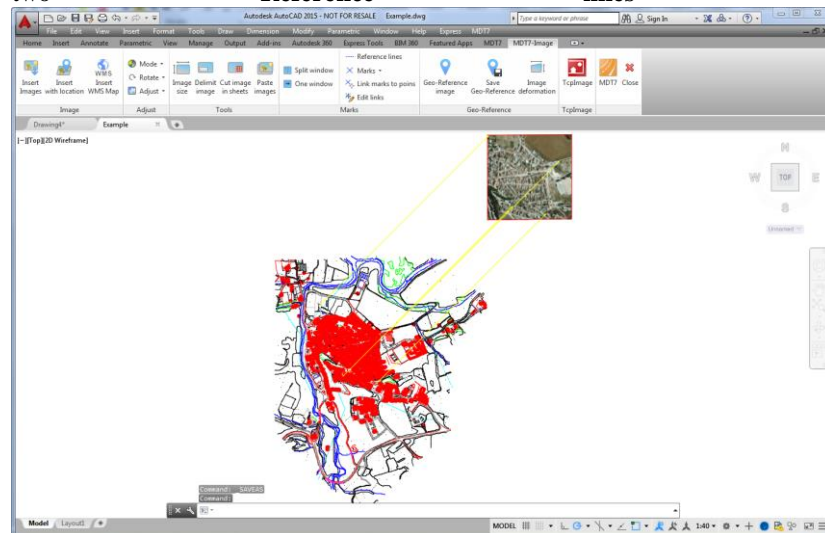 Autodesk AutoCAD 2015 - NOT FOR RESALE Example.dwg
Type a keyword or phrase
Sign In
File Edit View Insert Format Tools Draw Dimension Modify Parametric Window Help Express MDT7
Home Insert Annotate Parametric View Manage Output Add-ins Autodesk 360 Express Tools BIM 360 Featured Apps MDT7 MDT7-Image
Insert Images
Insert with location
Insert WMS Map
Mode
Rotate
Adjust
Image size
Delimit image
Cut image in sheets
Paste images
Split window
One window
Reference lines
Marks
Link marks to points
Edit links
Geo-Reference image
Save Geo-Reference
Image deformation
TcpImage
MDT7
Close
Image Adjust Tools Marks Geo-Reference TcpImage
Drawing4* Example
[–][Top][2D Wireframe]
N
W TOP E
S
Unnamed
Command: _SAVEAS
Command:
Model Layout1
MODEL 1:40